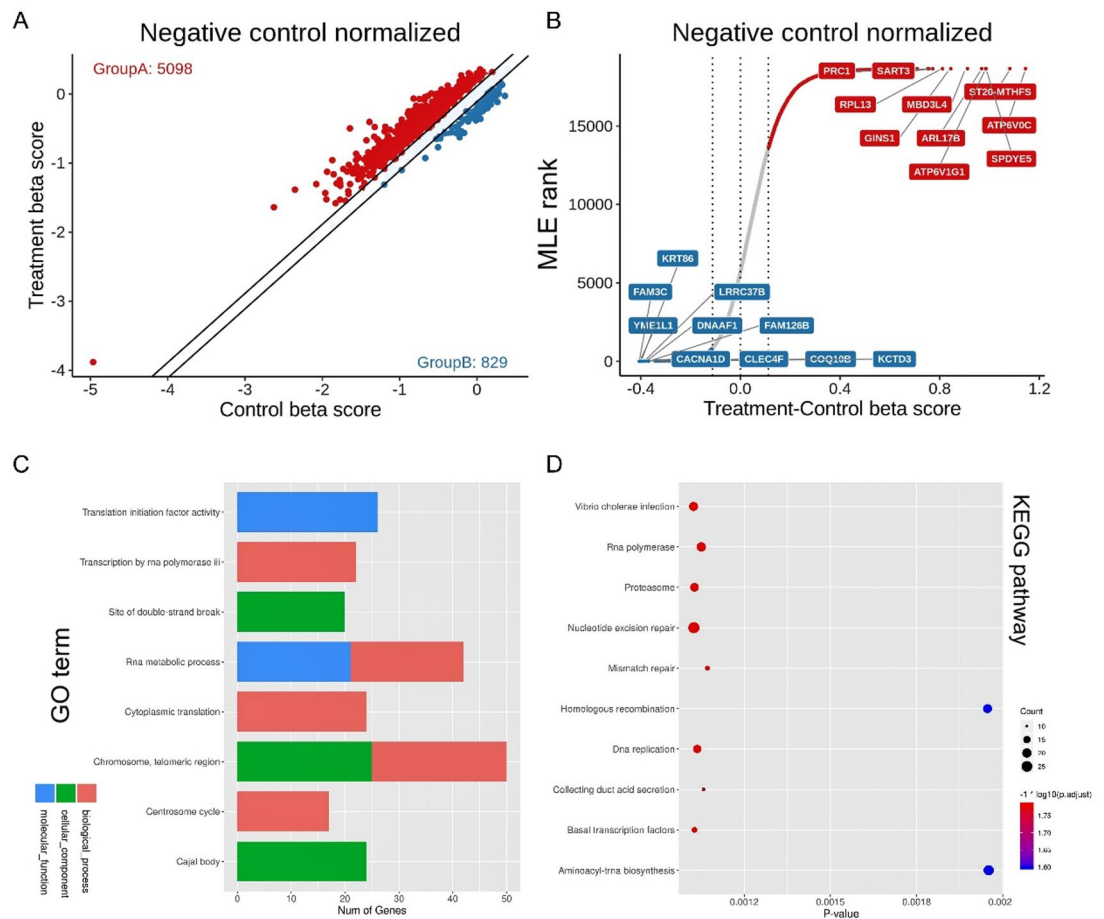 A
Negative control normalized
GroupA: 5098
GroupB: 829
Treatment beta score
0
-1
-2
-3
-4
-5
-4
-3
-2
-1
0
Control beta score
B
Negative control normalized
MLE rank
15000
10000
5000
0
PRC1
SART3
RPL13
MBD3L4
ST20-MTHFS
GINS1
ARL17B
ATP6V0C
ATP6V1G1
SPDYE5
KRT86
FAM3C
LRRC37B
YME1L1
DNAAF1
FAM126B
CACNA1D
CLEC4F
COQ10B
KCTD3
-0.4
0.0
0.4
0.8
1.2
Treatment-Control beta score
C
GO term
Translation initiation factor activity
Transcription by rna polymerase iii
Site of double-strand break
Rna metabolic process
Cytoplasmic translation
Chromosome, telomeric region
Centrosome cycle
Cajal body
0
10
20
30
40
50
Num of Genes
molecular_function
cellular_component
biological_process
D
KEGG pathway
Vibrio cholerae infection
Rna polymerase
Proteasome
Nucleotide excision repair
Mismatch repair
Homologous recombination
Dna replication
Collecting duct acid secretion
Basal transcription factors
Aminoacyl-trna biosynthesis
0.0012
0.0015
0.0018
0.002
P-value
Count
10
15
20
25
-1 * log10(p.adjust)
1.75
1.70
1.65
1.60